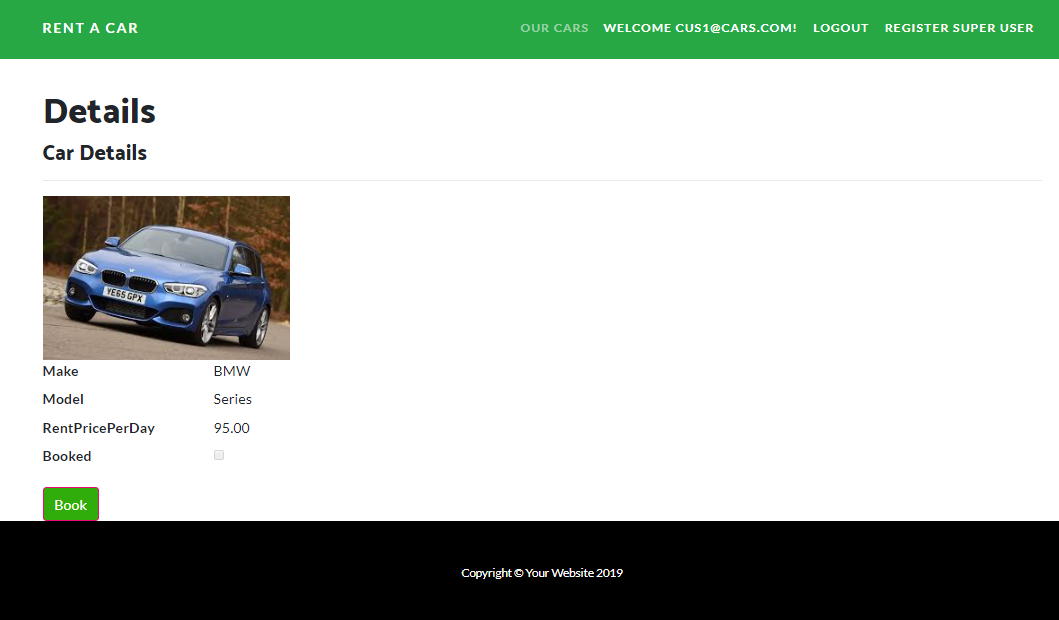 RENT A CAR OUR CARS WELCOME CUS1@CARS.COM! LOGOUT REGISTER SUPER USER
Details
Car Details
YE65 GPX
Make BMW
Model Series
RentPricePerDay 95.00
Booked
Book
Copyright © Your Website 2019